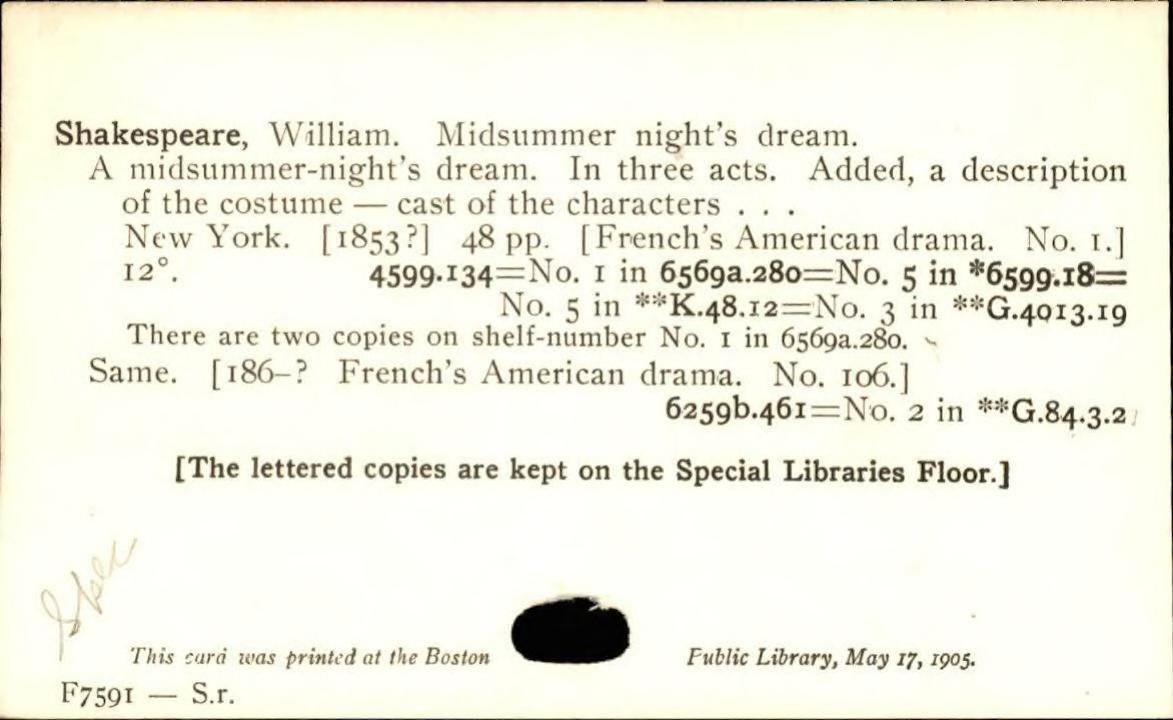 Shakespeare, William. Midsummer night's dream.
A midsummer-night's dream. In three acts. Added, a description
of the costume — cast of the characters . . .
New York. [1853?] 48 pp. [French's American drama. No. 1.]
12°. 4599.134=No. 1 in 6569a.280=No. 5 in *6599.18=
No. 5 in **K.48.12=No. 3 in **G.4013.19
There are two copies on shelf-number No. 1 in 6569a.280.
Same. [186–? French's American drama. No. 106.]
6259b.461=No. 2 in **G.84.3.2
[The lettered copies are kept on the Special Libraries Floor.]
This card was printed at the Boston Public Library, May 17, 1905.
F7591 — S.r.